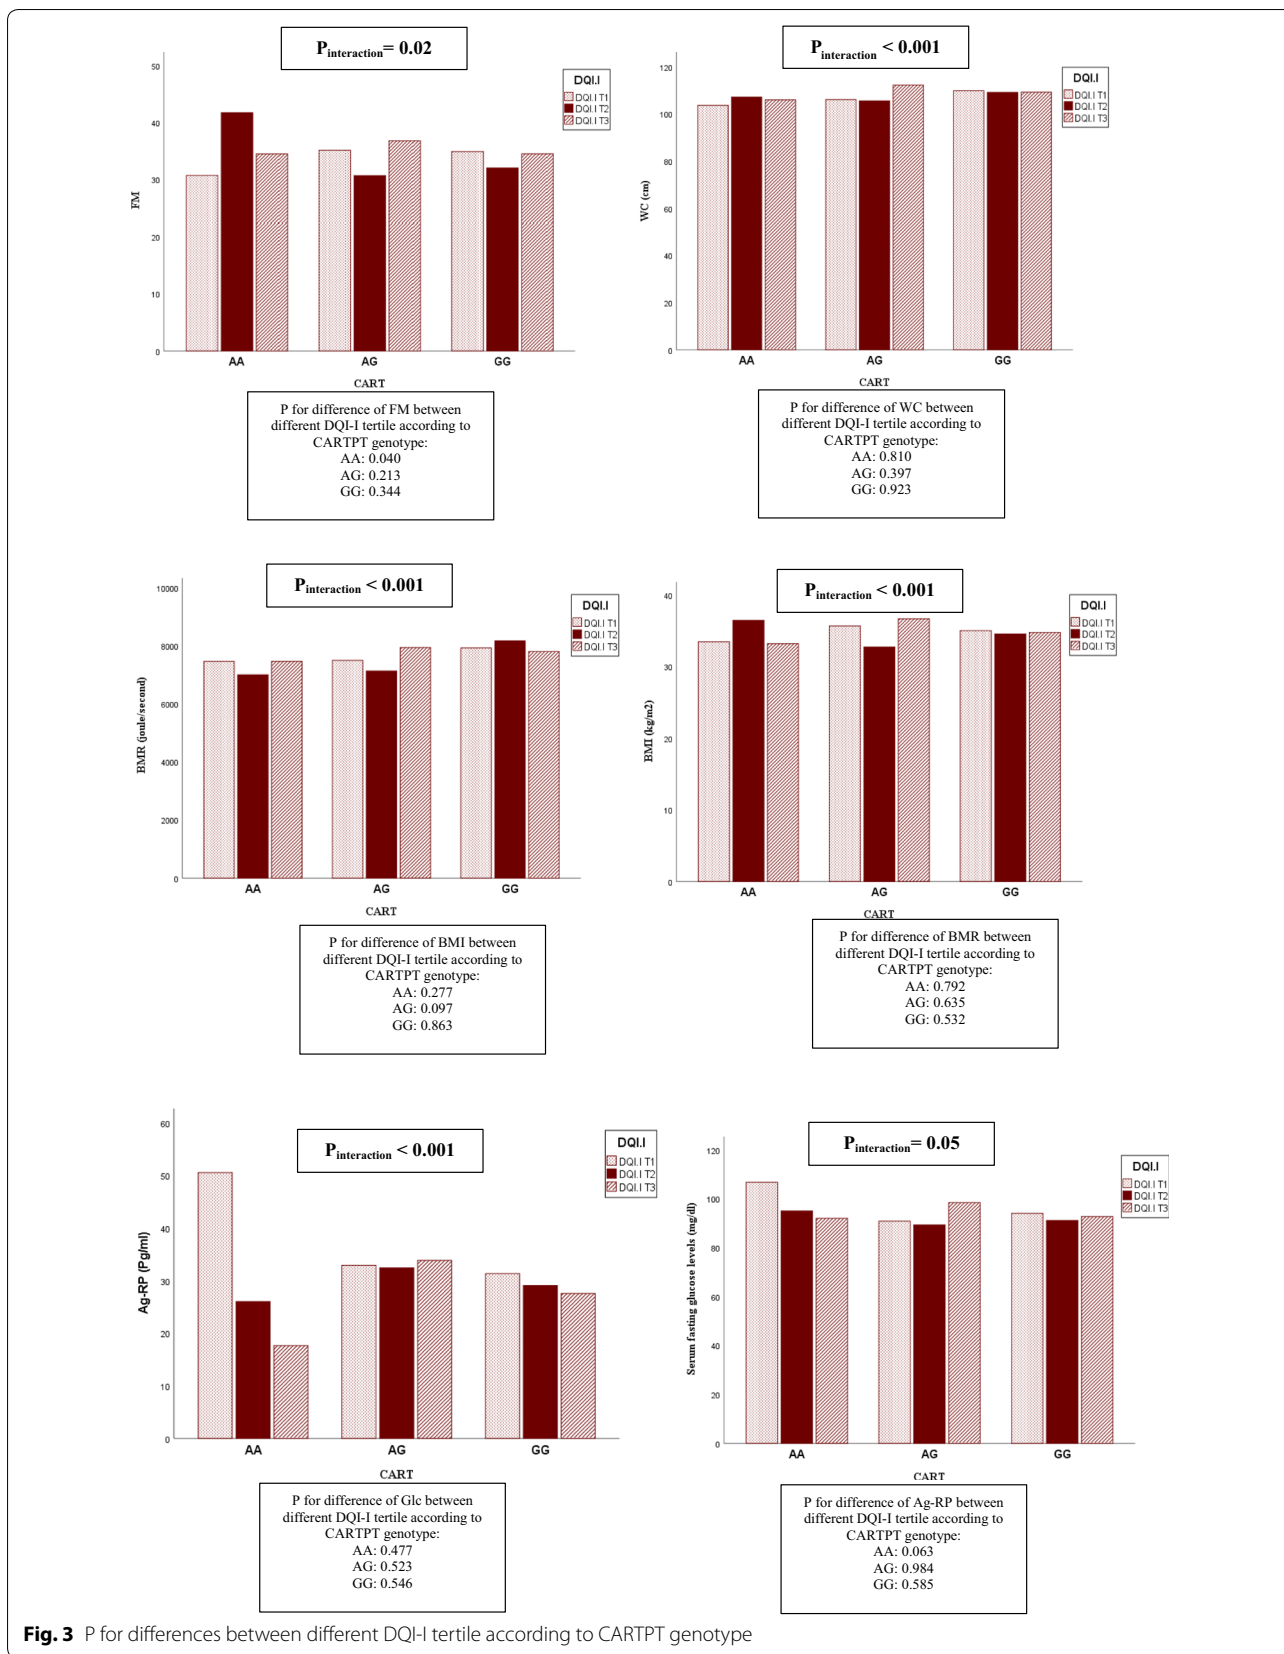 P interaction = 0.02
50
40
30
20
10
0
FM
DQI.I
DQI.I T1
DQI.I T2
DQI.I T3
AA AG GG
CART
P for difference of FM between
different DQI-I tertile according to
CARTPT genotype:
AA: 0.040
AG: 0.213
GG: 0.344
P interaction < 0.001
120
100
80
60
40
20
0
WC (cm)
DQI.I
DQI.I T1
DQI.I T2
DQI.I T3
AA AG GG
CART
P for difference of WC between
different DQI-I tertile according to
CARTPT genotype:
AA: 0.810
AG: 0.397
GG: 0.923
P interaction < 0.001
10000
8000
6000
4000
2000
0
BMR (joule/second)
DQI.I
DQI.I T1
DQI.I T2
DQI.I T3
AA AG GG
CART
P for difference of BMI between
different DQI-I tertile according to
CARTPT genotype:
AA: 0.277
AG: 0.097
GG: 0.863
P interaction < 0.001
40
30
20
10
0
BMI (kg/m2)
DQI.I
DQI.I T1
DQI.I T2
DQI.I T3
AA AG GG
CART
P for difference of BMR between
different DQI-I tertile according to
CARTPT genotype:
AA: 0.792
AG: 0.635
GG: 0.532
P interaction < 0.001
60
50
40
30
20
10
0
Ag-RP (Pg/ml)
DQI.I
DQI.I T1
DQI.I T2
DQI.I T3
AA AG GG
CART
P for difference of Glc between
different DQI-I tertile according to
CARTPT genotype:
AA: 0.477
AG: 0.523
GG: 0.546
P interaction = 0.05
120
100
80
60
40
20
0
Serum fasting glucose levels (mg/dl)
DQI.I
DQI.I T1
DQI.I T2
DQI.I T3
AA AG GG
CART
P for difference of Ag-RP between
different DQI-I tertile according to
CARTPT genotype:
AA: 0.063
AG: 0.984
GG: 0.585
Fig. 3 P for differences between different DQI-I tertile according to CARTPT genotype